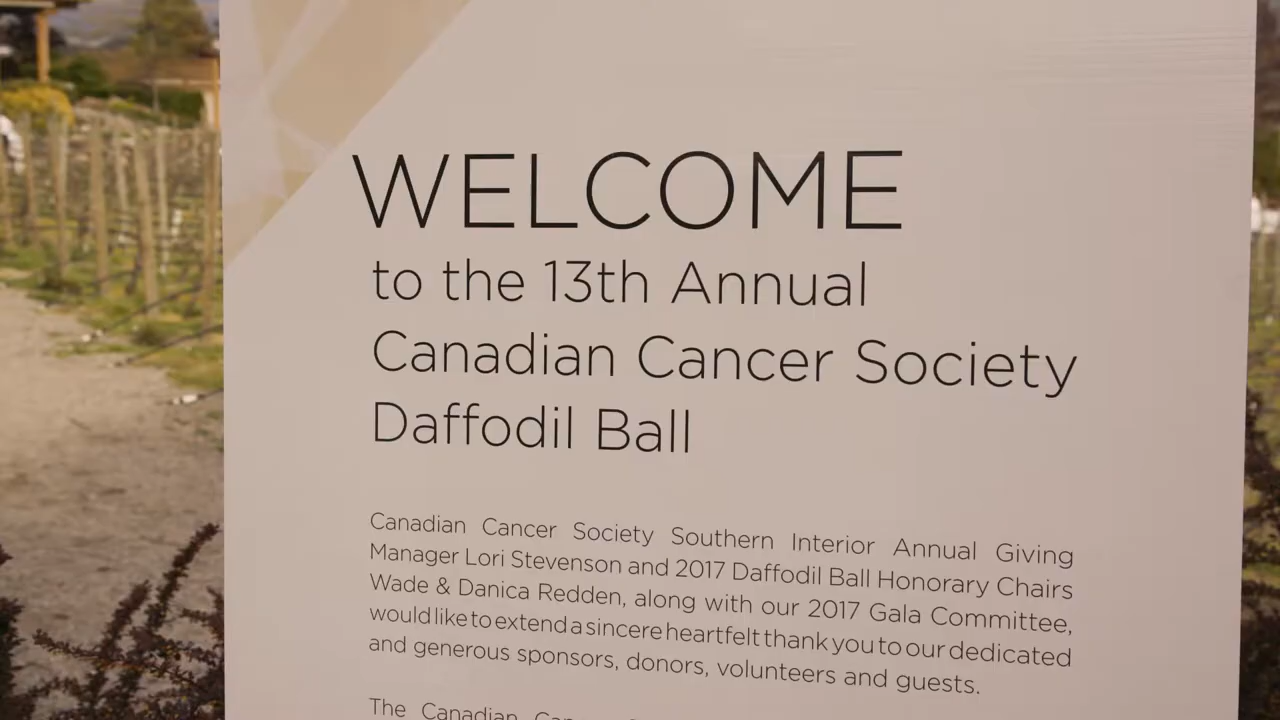 WELCOME
to the 13th Annual
Canadian Cancer Society
Daffodil Ball
Canadian Cancer Society Southern Interior Annual Giving
Manager Lori Stevenson and 2017 Daffodil Ball Honorary Chairs
Wade & Danica Redden, along with our 2017 Gala Committee,
would like to extend a sincere heartfelt thank you to our dedicated
and generous sponsors, donors, volunteers and guests.
The Canadian